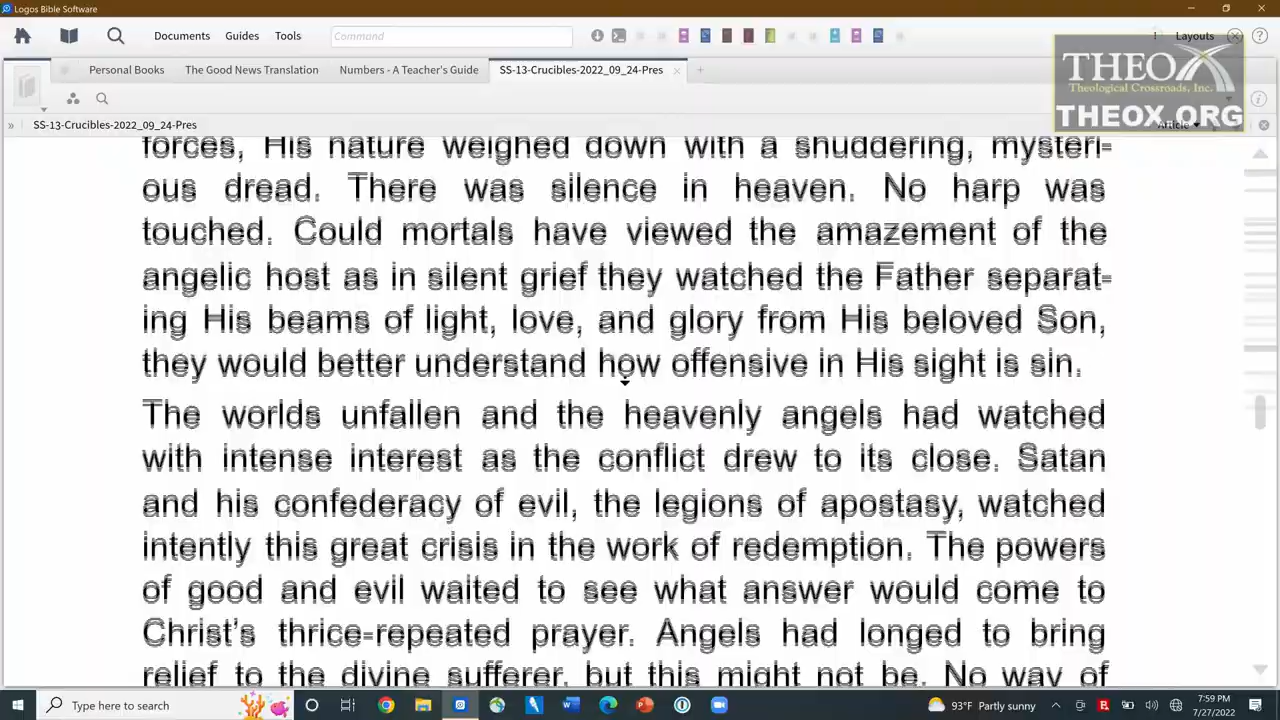 Logos Bible Software
Documents Guides Tools Command Layouts
Personal Books The Good News Translation Numbers - A Teacher's Guide SS-13-Crucibles-2022_09_24-Pres
THEOX
Theological Crossroads, Inc.
THEOX.ORG
SS-13-Crucibles-2022_09_24-Pres Article
forces, His nature weighed down with a shuddering, mysteri-
ous dread. There was silence in heaven. No harp was
touched. Could mortals have viewed the amazement of the
angelic host as in silent grief they watched the Father separat-
ing His beams of light, love, and glory from His beloved Son,
they would better understand how offensive in His sight is sin.
The worlds unfallen and the heavenly angels had watched
with intense interest as the conflict drew to its close. Satan
and his confederacy of evil, the legions of apostasy, watched
intently this great crisis in the work of redemption. The powers
of good and evil waited to see what answer would come to
Christ's thrice-repeated prayer. Angels had longed to bring
relief to the divine sufferer, but this might not be. No way of
Type here to search 93°F Partly sunny 7:59 PM
7/27/2022